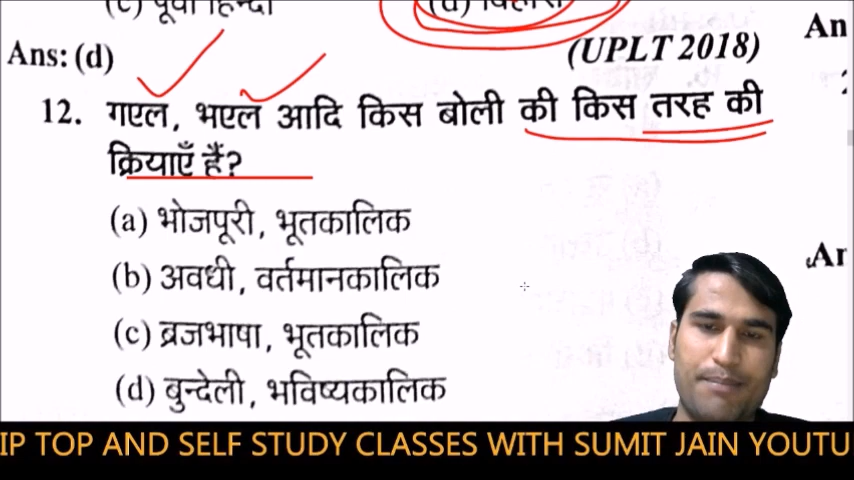 (c) पूर्वी हिन्दी
Ans: (d)
(UPLT 2018)
An
12. गएल, भएल आदि किस बोली की किस तरह की
क्रियाएँ हैं?
(a) भोजपूरी, भूतकालिक
(b) अवधी, वर्तमानकालिक
(c) व्रजभाषा, भूतकालिक
(d) बुन्देली, भविष्यकालिक
Ar
IP TOP AND SELF STUDY CLASSES WITH SUMIT JAIN YOUTU